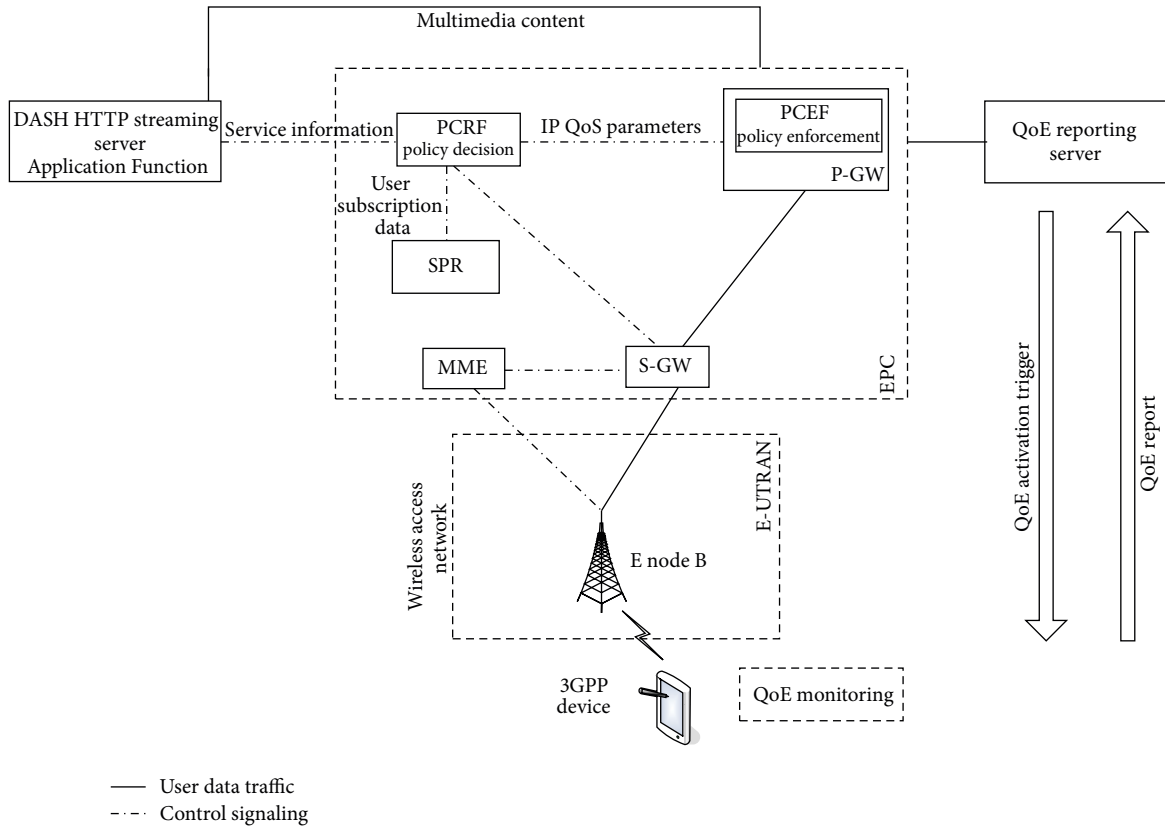 Multimedia content
DASH HTTP streaming
server
Application Function
Service information
PCRF
policy decision
IP QoS parameters
PCEF
policy enforcement
P-GW
QoE reporting
server
User
subscription
data
SPR
MME
S-GW
EPC
QoE activation trigger
QoE report
Wireless access
network
E-UTRAN
E node B
3GPP
device
QoE monitoring
User data traffic
Control signaling